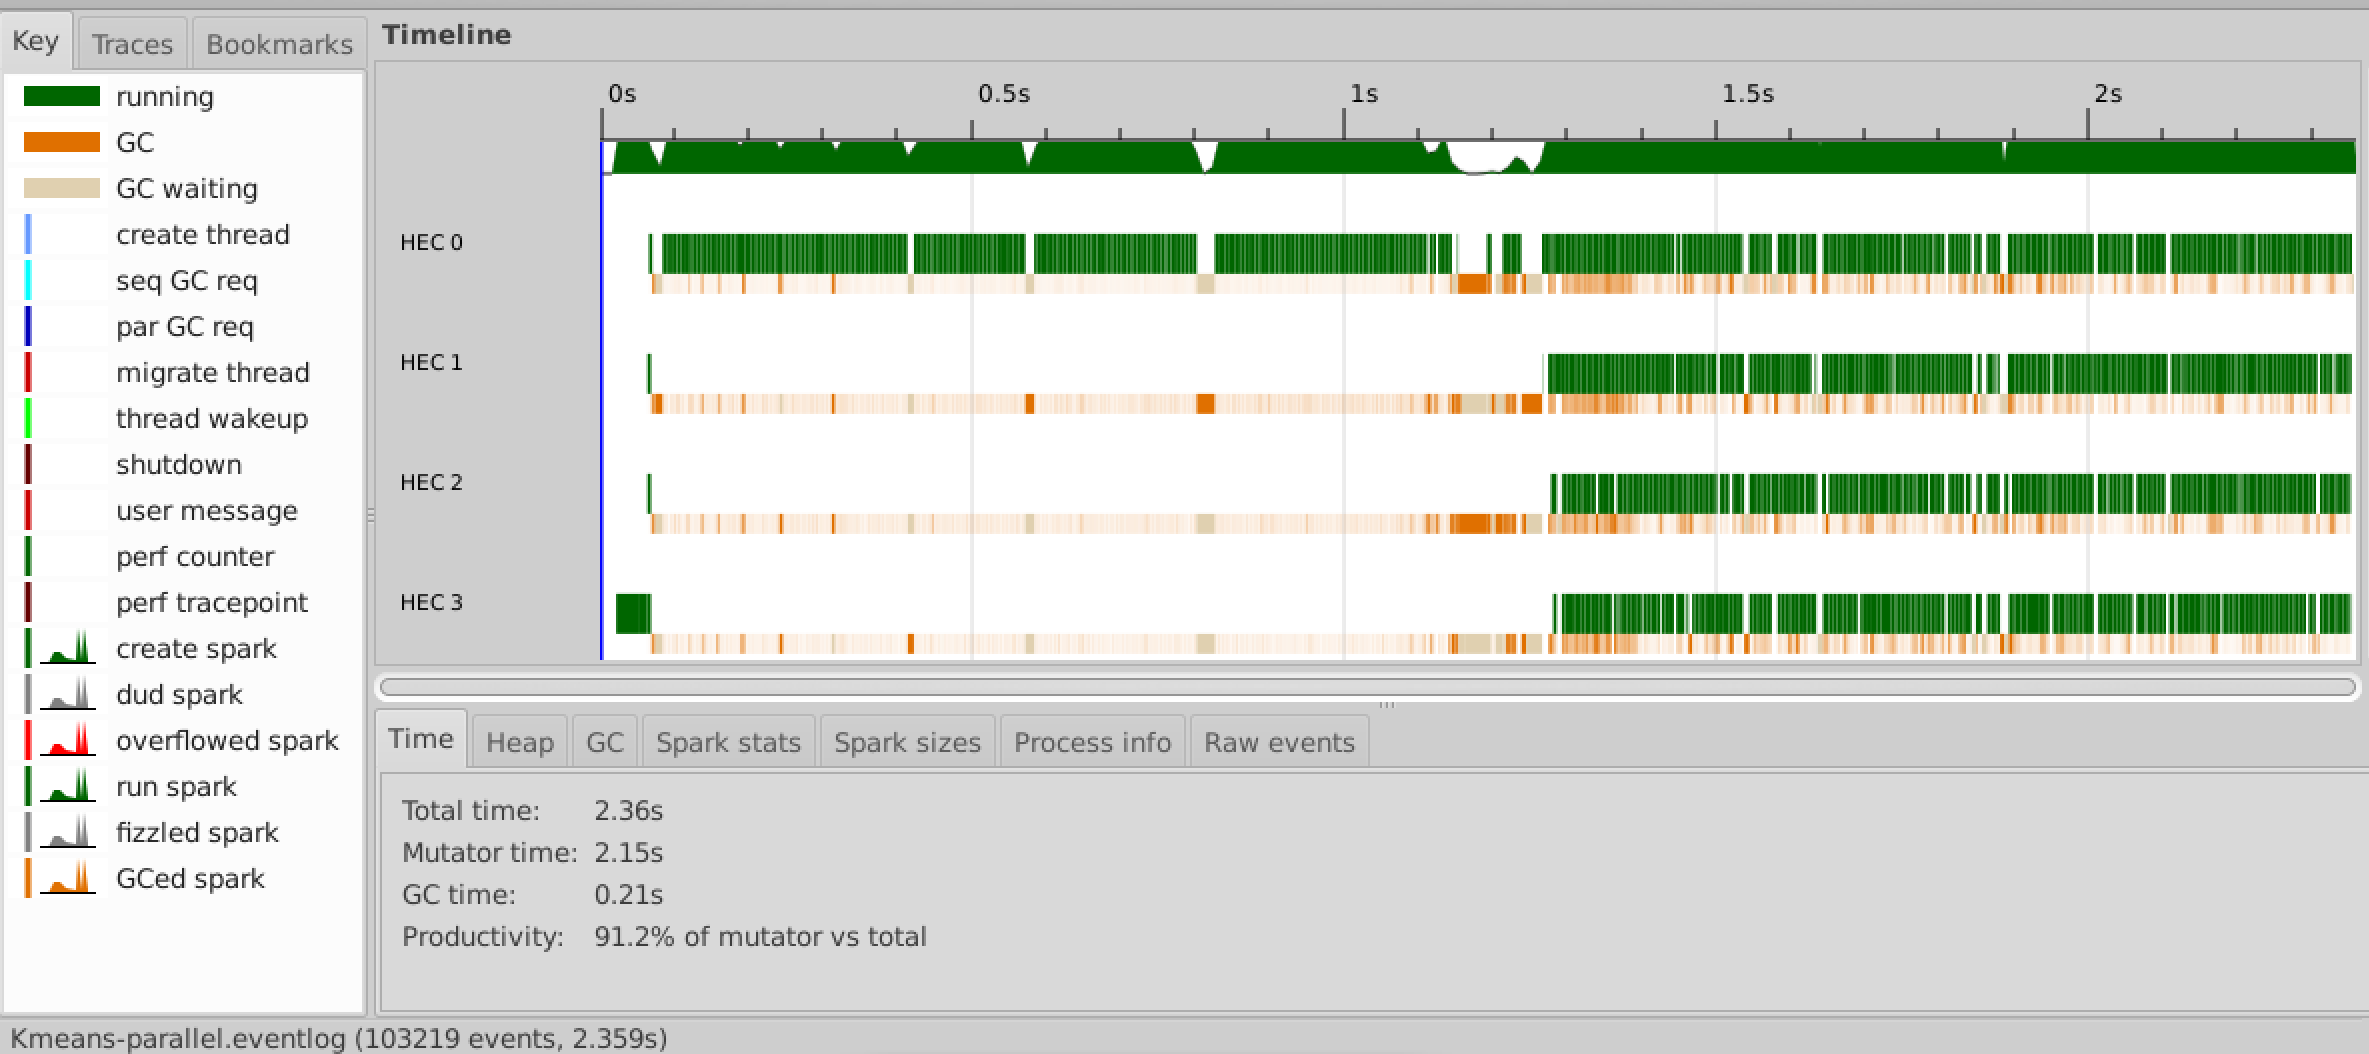 Key Traces Bookmarks
running
GC
GC waiting
create thread
seq GC req
par GC req
migrate thread
thread wakeup
shutdown
user message
perf counter
perf tracepoint
create spark
dud spark
overflowed spark
run spark
fizzled spark
GCed spark
Timeline
0s 0.5s 1s 1.5s 2s
HEC 0
HEC 1
HEC 2
HEC 3
Time Heap GC Spark stats Spark sizes Process info Raw events
Total time: 2.36s
Mutator time: 2.15s
GC time: 0.21s
Productivity: 91.2% of mutator vs total
Kmeans-parallel.eventlog (103219 events, 2.359s)